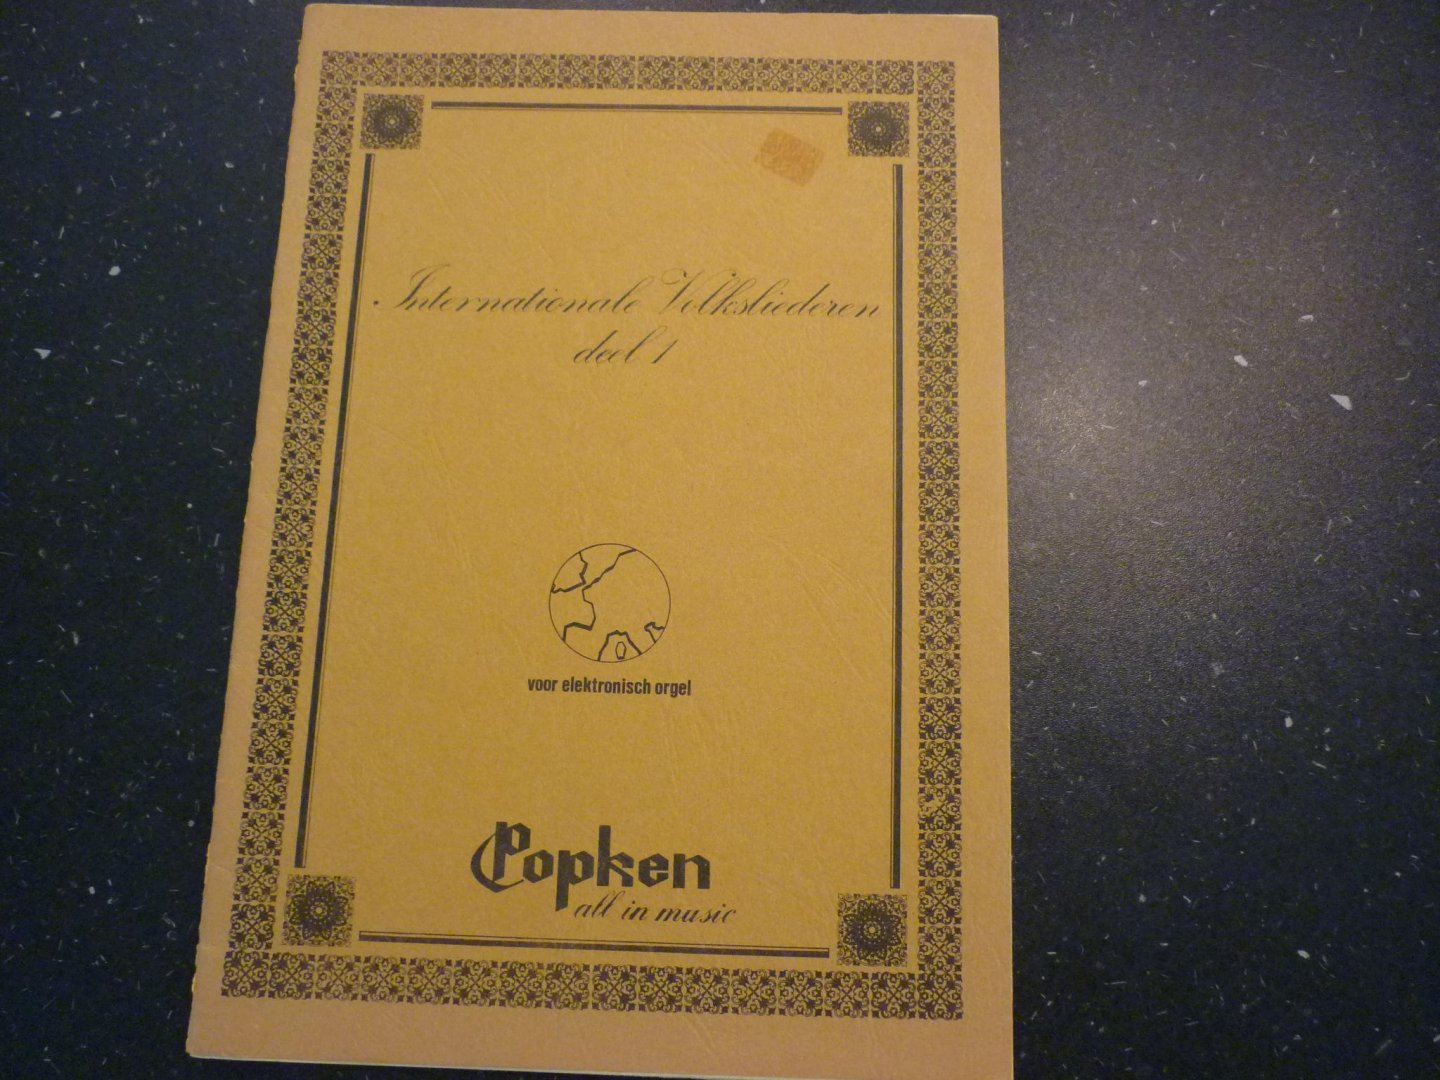 Internationale Volksliederen
deel 1
voor elektronisch orgel
Popken
all in music